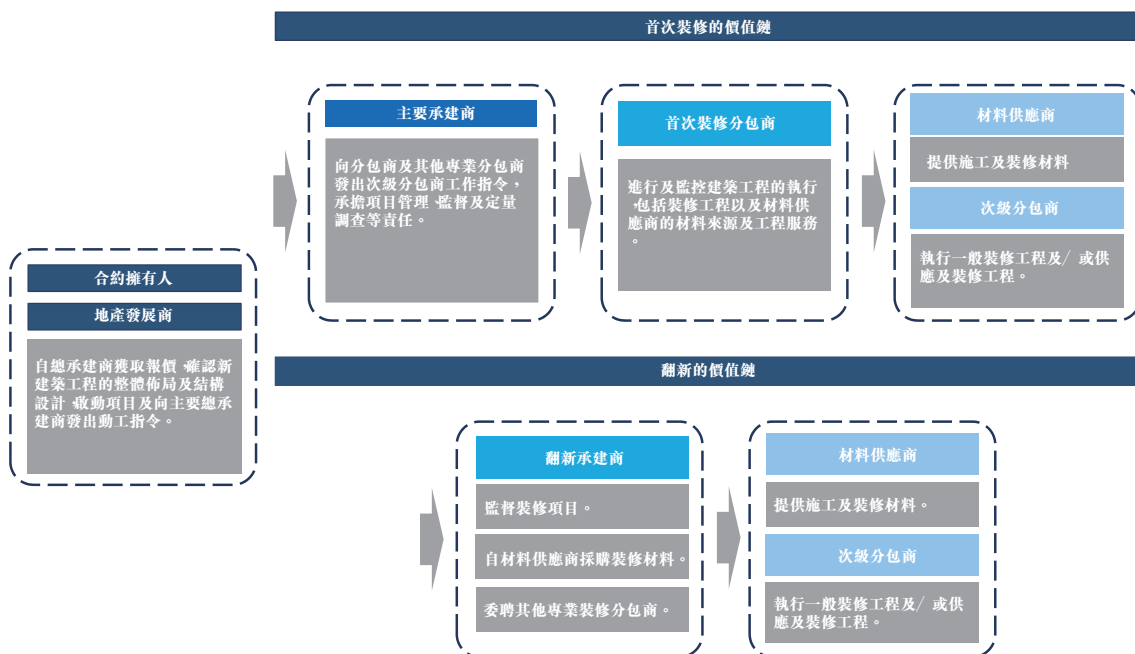 首次裝修的價值鏈
主要承建商
向分包商及其他專業分包商
發出次級分包商工作指令，
承擔項目管理、監督及定量
調查等責任。
首次裝修分包商
進行及監控建築工程的執行
，包括裝修工程以及材料供
應商的材料來源及工程服務
。
材料供應商
提供施工及裝修材料
次級分包商
執行一般裝修工程及/ 或供
應及裝修工程。
合約擁有人
地產發展商
自總承建商獲取報價、確認新
建築工程的整體佈局及結構
設計、啟動項目及向主要總承
建商發出動工指令。
翻新的價值鏈
翻新承建商
監督裝修項目。
自材料供應商採購裝修材料。
委聘其他專業裝修分包商。
材料供應商
提供施工及裝修材料。
次級分包商
執行一般裝修工程及/ 或供
應及裝修工程。